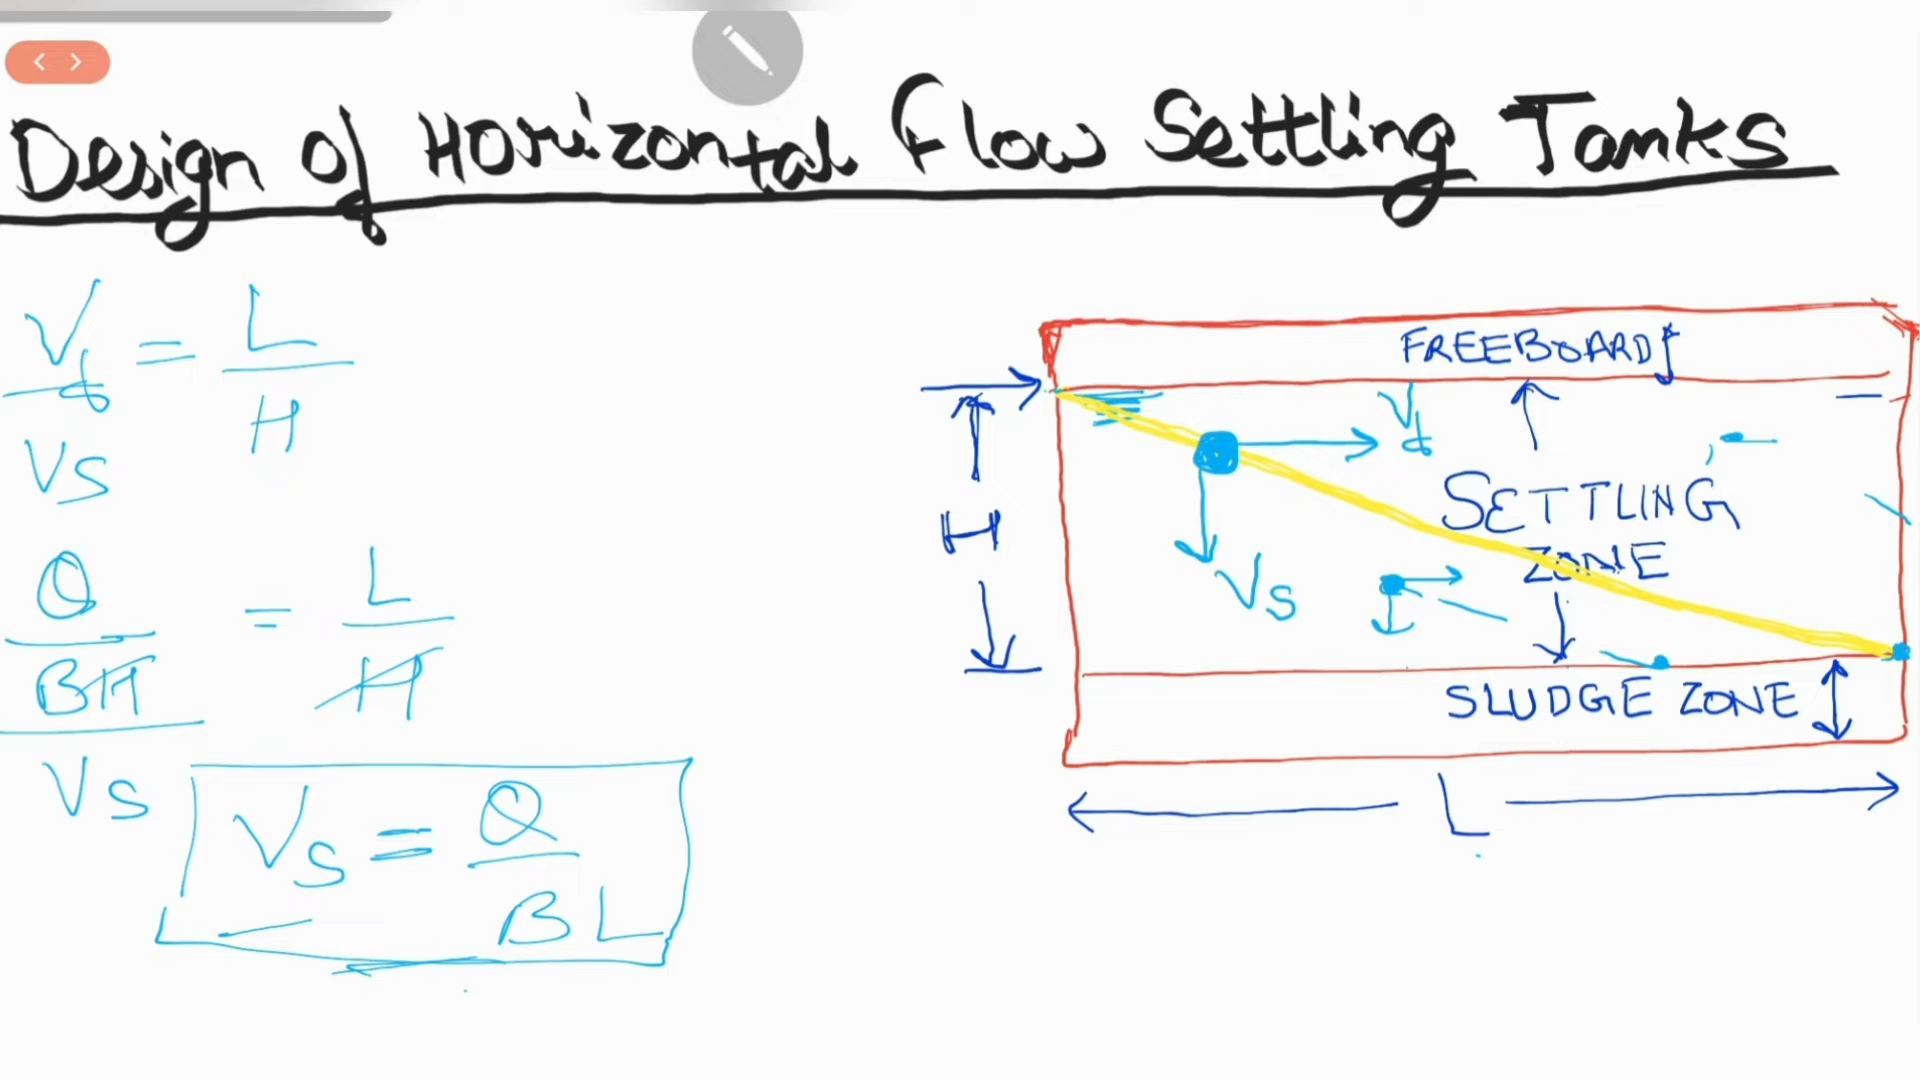 Design of Horizontal Flow Settling Tanks
Vf = L
Vs H
Q = L
BH H
Vs
Vs = Q
BL
FREEBOARD
Vf
H
SETTLING
ZONE
Vs
SLUDGE ZONE
L